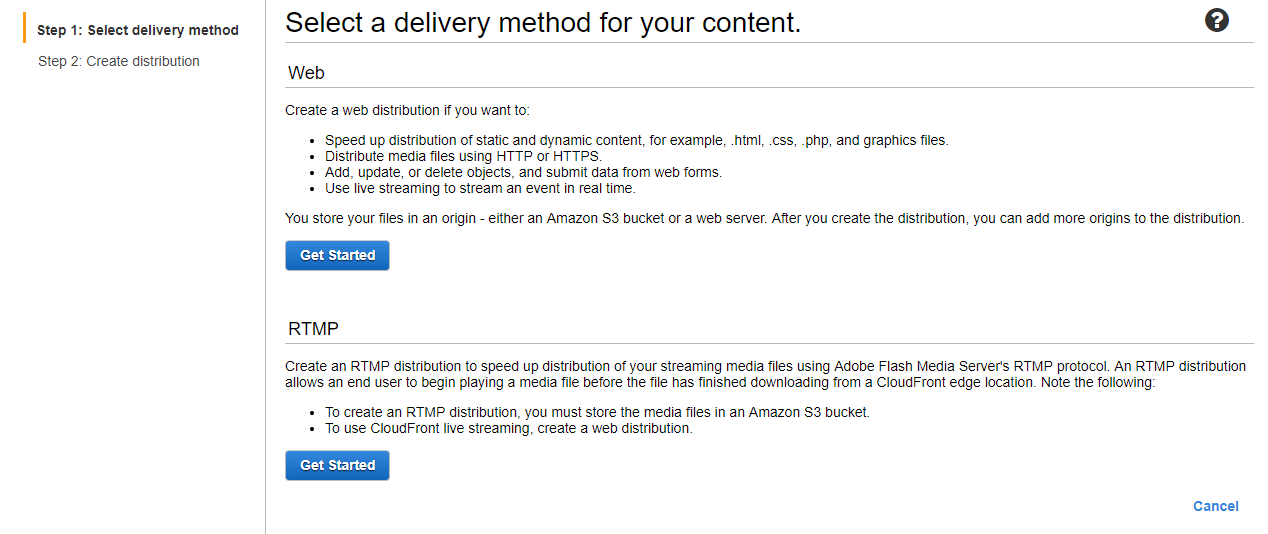 Step 1: Select delivery method
Step 2: Create distribution
Select a delivery method for your content.
?
Web
Create a web distribution if you want to:
• Speed up distribution of static and dynamic content, for example, .html, .css, .php, and graphics files.
• Distribute media files using HTTP or HTTPS.
• Add, update, or delete objects, and submit data from web forms.
• Use live streaming to stream an event in real time.
You store your files in an origin - either an Amazon S3 bucket or a web server. After you create the distribution, you can add more origins to the distribution.
Get Started
RTMP
Create an RTMP distribution to speed up distribution of your streaming media files using Adobe Flash Media Server's RTMP protocol. An RTMP distribution
allows an end user to begin playing a media file before the file has finished downloading from a CloudFront edge location. Note the following:
• To create an RTMP distribution, you must store the media files in an Amazon S3 bucket.
• To use CloudFront live streaming, create a web distribution.
Get Started
Cancel